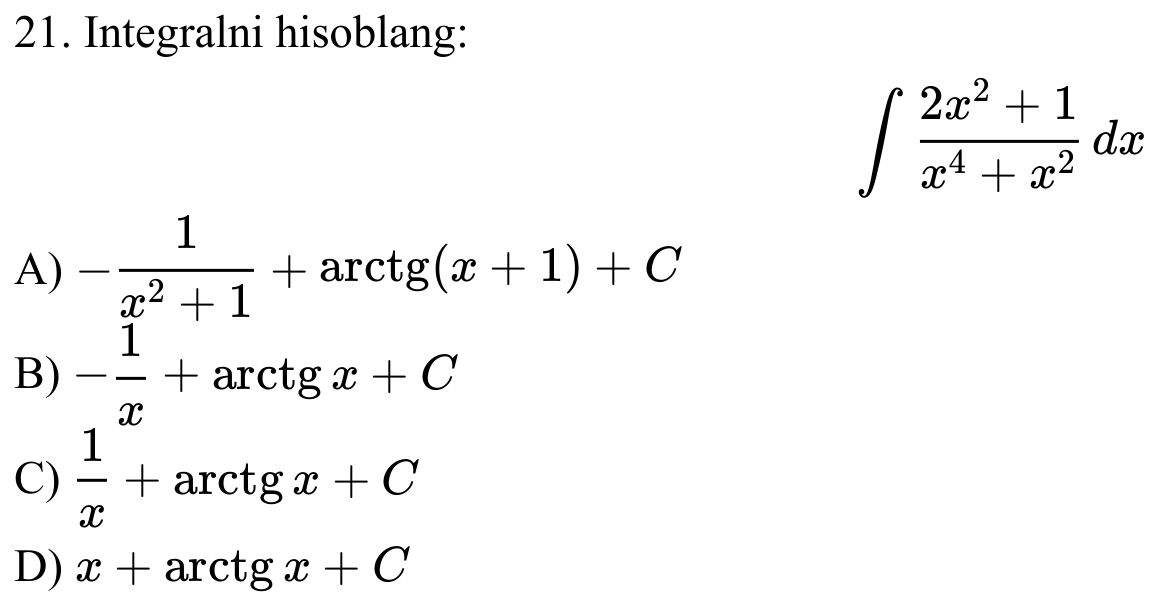 21. Integralni hisoblang:
∫ (2x² + 1)/(x⁴ + x²) dx
A) −1/(x² + 1) + arctg(x + 1) + C
B) −1/x + arctg x + C
C) 1/x + arctg x + C
D) x + arctg x + C